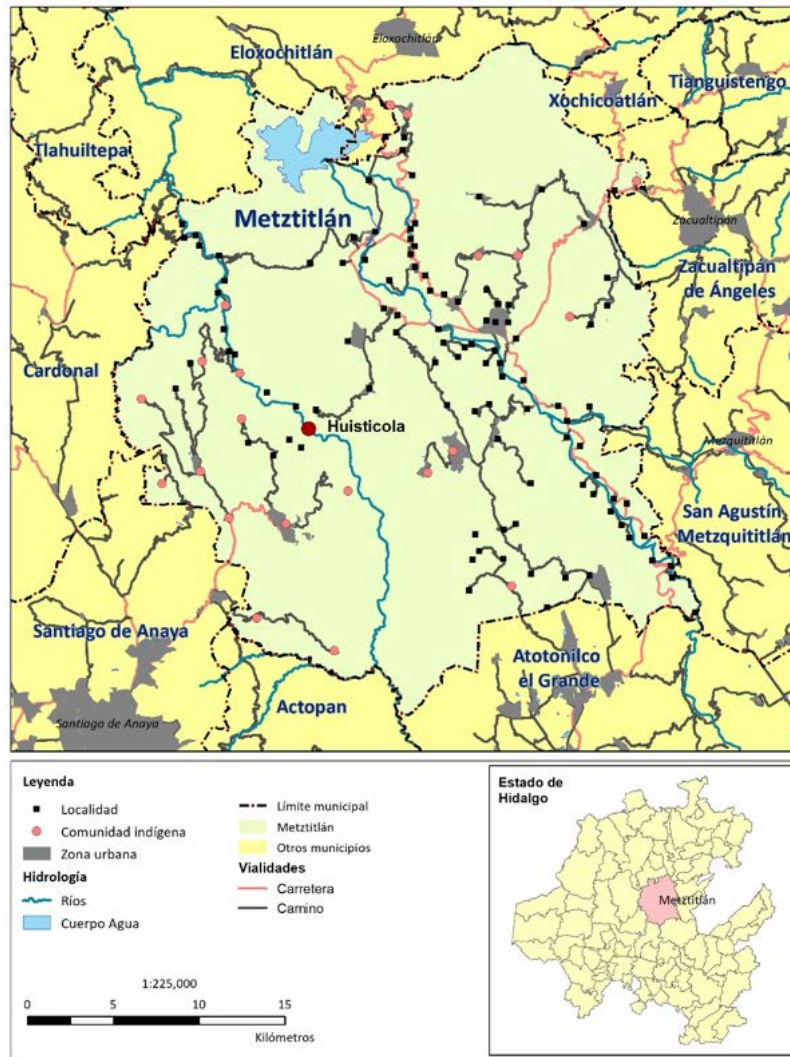 Eloxochitlán
Eloxochitlán
Tianguistengo
Xochicoatlán
Tlahuiltepa
Metztitlán
Zacualtipán
Zacualtipán
de Ángeles
Cardonal
Huisticola
Mezquititlán
San Agustín
Metzquititlán
Santiago de Anaya
Atotonilco
el Grande
Actopan
Santiago de Anaya
Leyenda
Localidad
Comunidad indígena
Zona urbana
Hidrología
Ríos
Cuerpo Agua
Límite municipal
Metztitlán
Otros municipios
Vialidades
Carretera
Camino
1:225,000
0 5 10 15
Kilómetros
Estado de
Hidalgo
Metztitlán